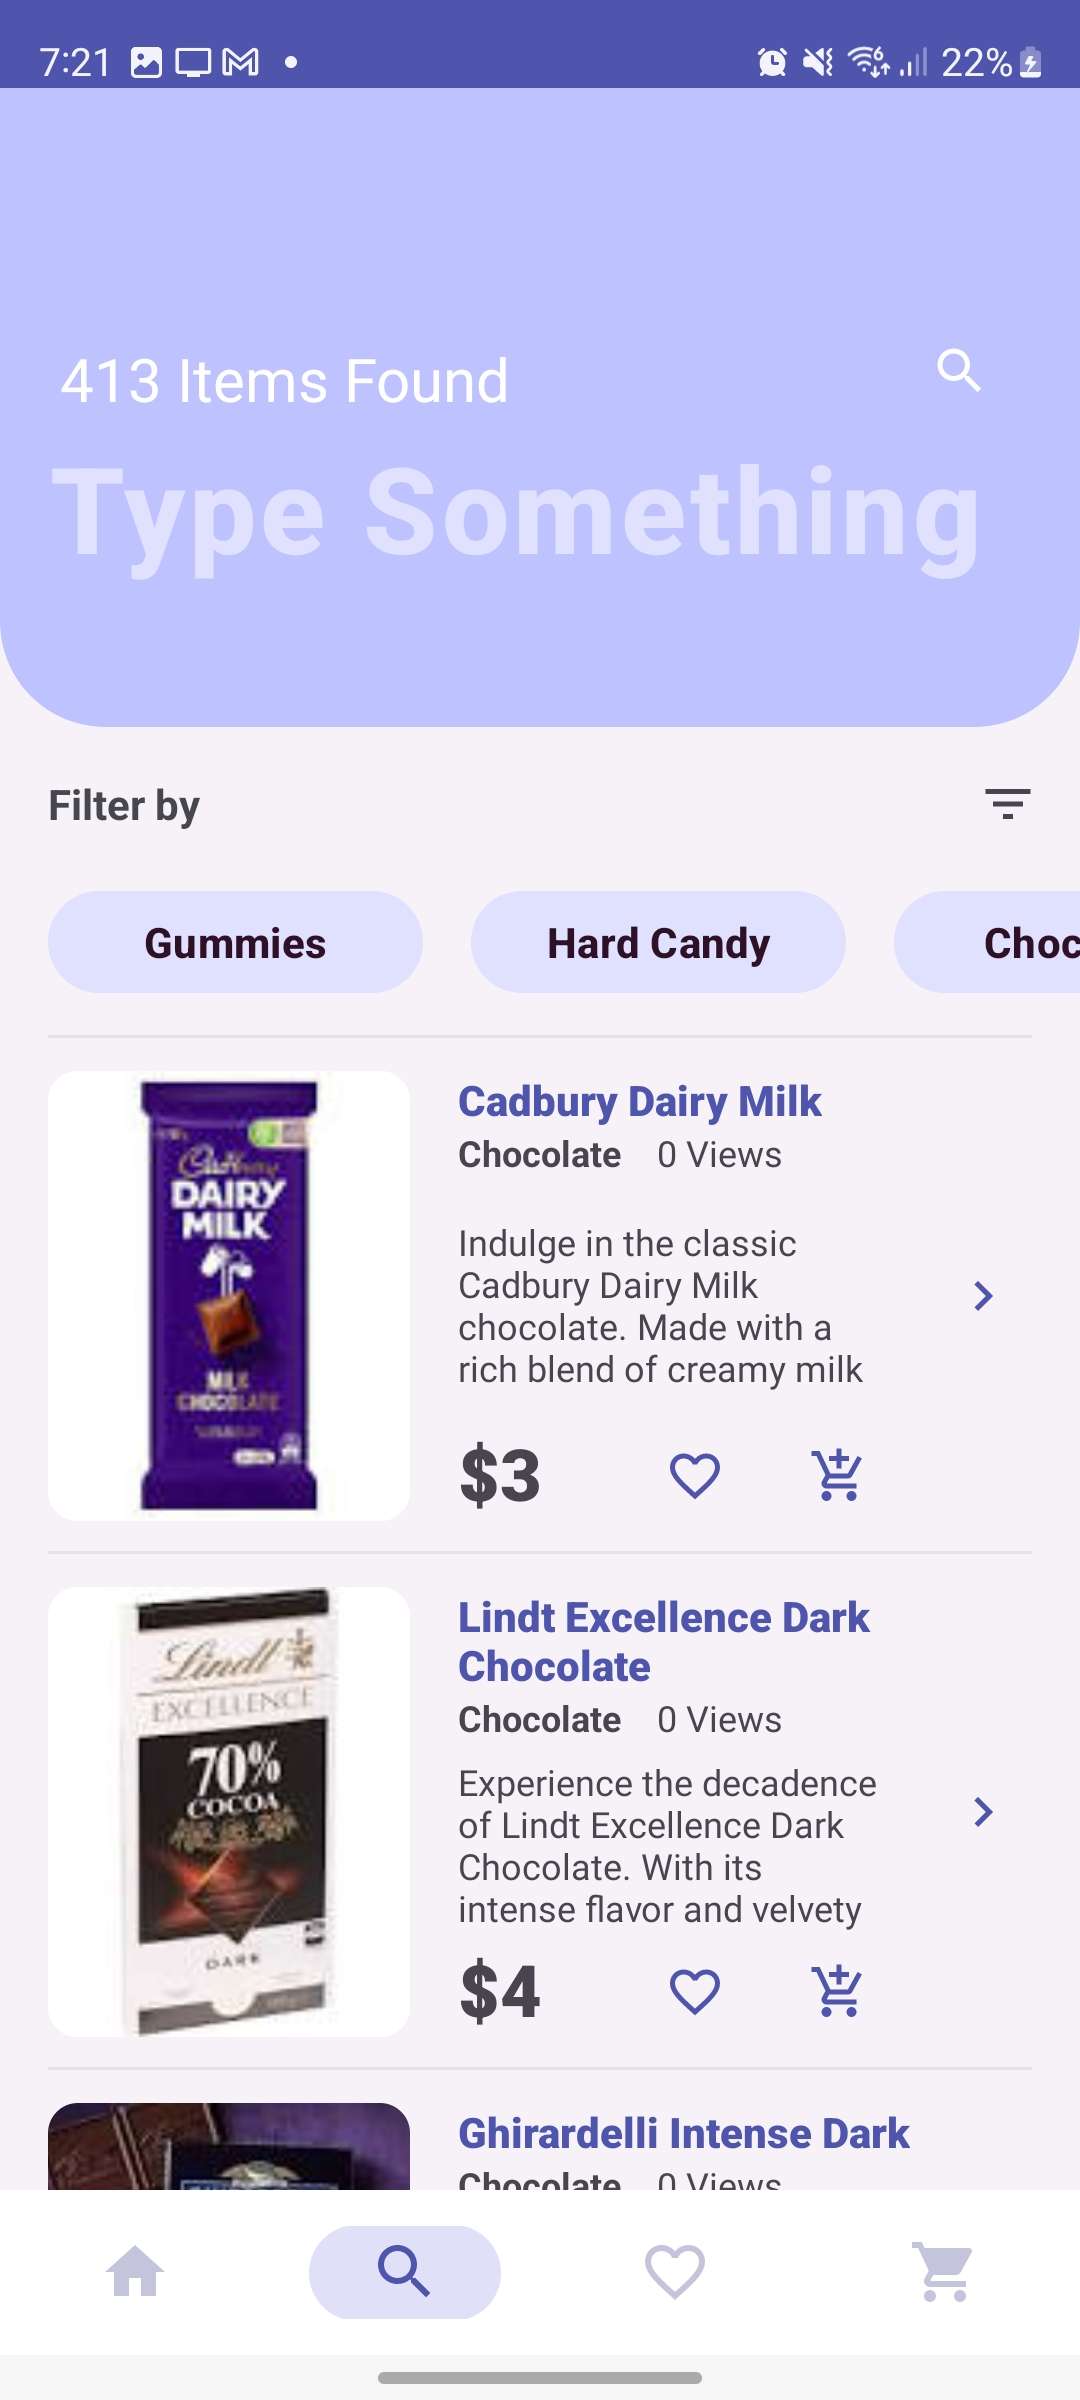 7:21
22%
413 Items Found
Type Something
Filter by
Gummies
Hard Candy
Choc
Cadbury
DAIRY
MILK
MILK
CHOCOLATE
Cadbury Dairy Milk
Chocolate 0 Views
Indulge in the classic
Cadbury Dairy Milk
chocolate. Made with a
rich blend of creamy milk
$3
Lindt
EXCELLENCE
70%
COCOA
DARK
Lindt Excellence Dark
Chocolate
Chocolate 0 Views
Experience the decadence
of Lindt Excellence Dark
Chocolate. With its
intense flavor and velvety
$4
Ghirardelli Intense Dark
Chocolate 0 Views